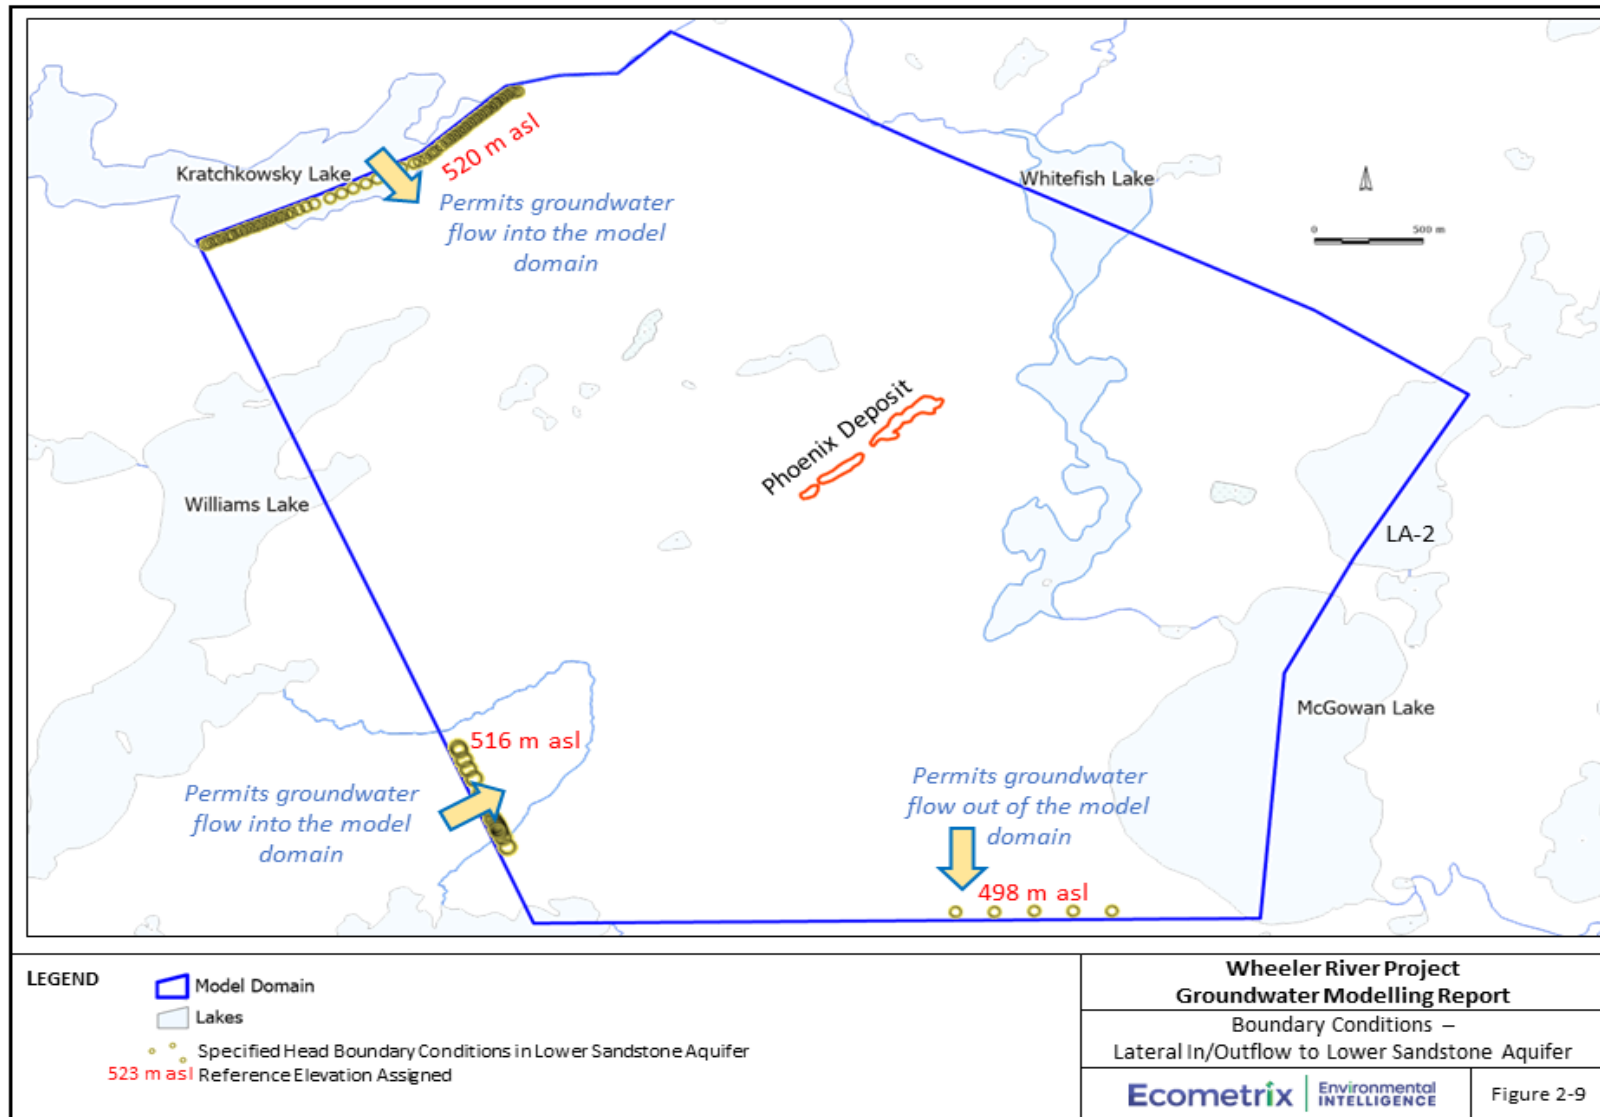 Kratchkowsky Lake
520 m asl
Permits groundwater
flow into the model
domain
Whitefish Lake
0 500 m
Phoenix Deposit
Williams Lake
LA-2
McGowan Lake
516 m asl
Permits groundwater
flow into the model
domain
Permits groundwater
flow out of the model
domain
498 m asl
LEGEND
Model Domain
Lakes
Specified Head Boundary Conditions in Lower Sandstone Aquifer
523 m asl Reference Elevation Assigned
Wheeler River Project
Groundwater Modelling Report
Boundary Conditions –
Lateral In/Outflow to Lower Sandstone Aquifer
Ecometrix Environmental
INTELLIGENCE
Figure 2-9